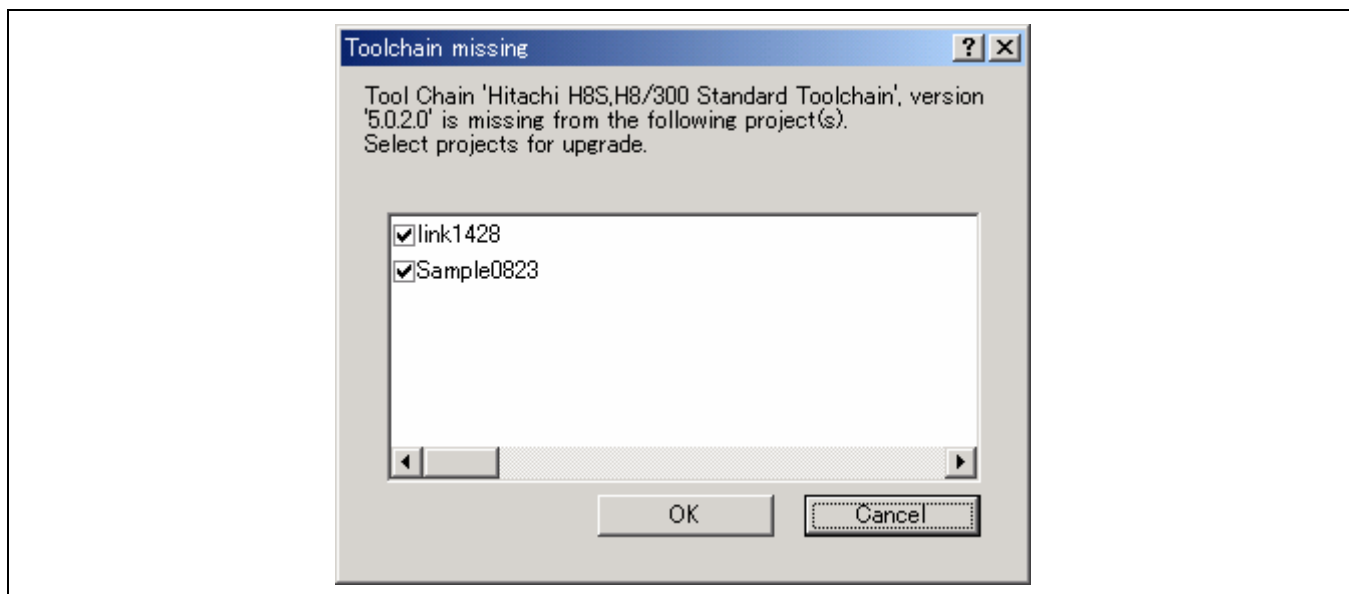 Toolchain missing
Tool Chain 'Hitachi H8S,H8/300 Standard Toolchain', version
'5.0.2.0' is missing from the following project(s).
Select projects for upgrade.
link1428
Sample0823
OK
Cancel